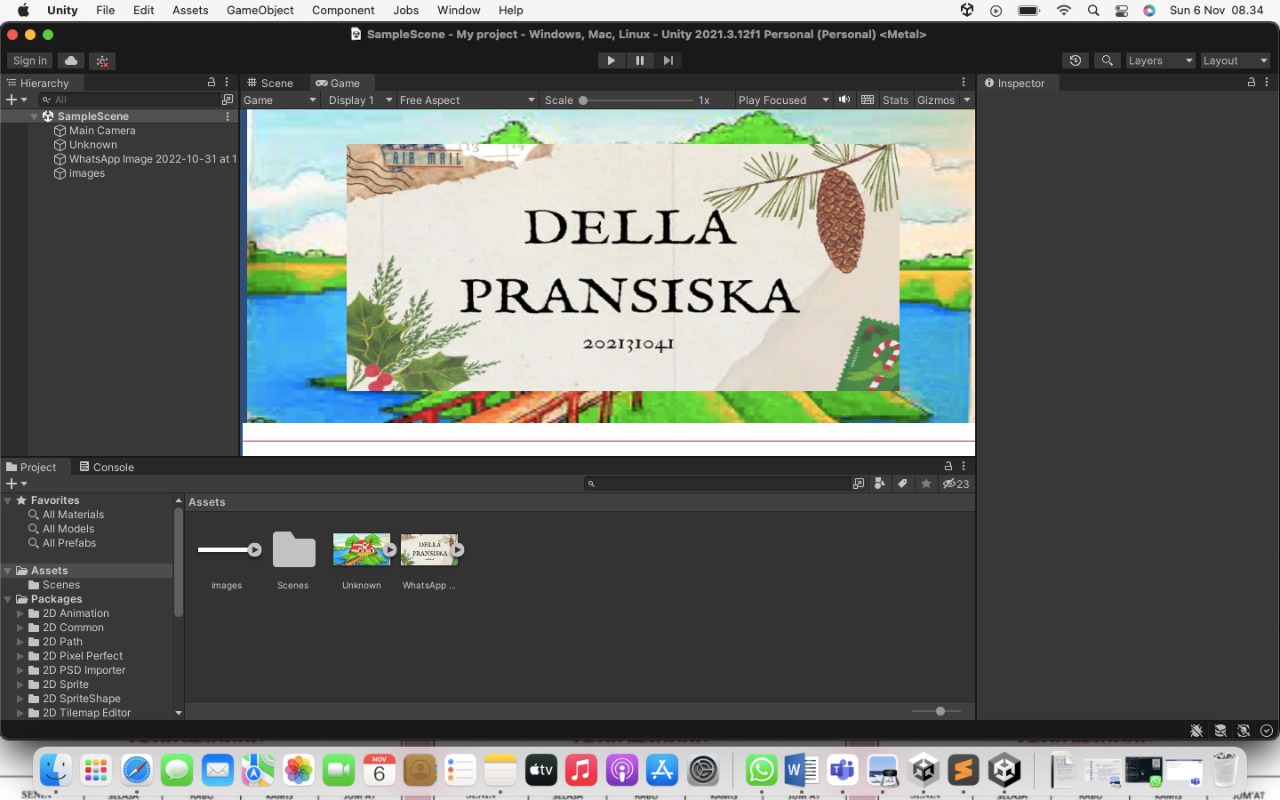 Unity File Edit Assets GameObject Component Jobs Window Help Sun 6 Nov 08.34
SampleScene - My project - Windows, Mac, Linux - Unity 2021.3.12f1 Personal (Personal) <Metal>
Sign in Layers Layout
Hierarchy Scene Game Inspector
All Game Display 1 Free Aspect Scale 1x Play Focused Stats Gizmos
SampleScene
Main Camera
Unknown
WhatsApp Image 2022-10-31 at 1
images
AIR MAIL
DELLA
PRANSISKA
202131041
Project Console
23
Favorites
Assets
All Materials
All Models
All Prefabs
Assets
Scenes
Packages
2D Animation
2D Common
2D Path
2D Pixel Perfect
2D PSD Importer
2D Sprite
2D SpriteShape
2D Tilemap Editor
DELLA
PRANSISKA
images Scenes Unknown WhatsApp ...
NOV
6
tv
W
SENIN SELASA RABU KAMIS JUM'AT SENIN SELASA RABU KAMIS JUM'AT SENIN SELASA RABU KAMIS JUM'AT